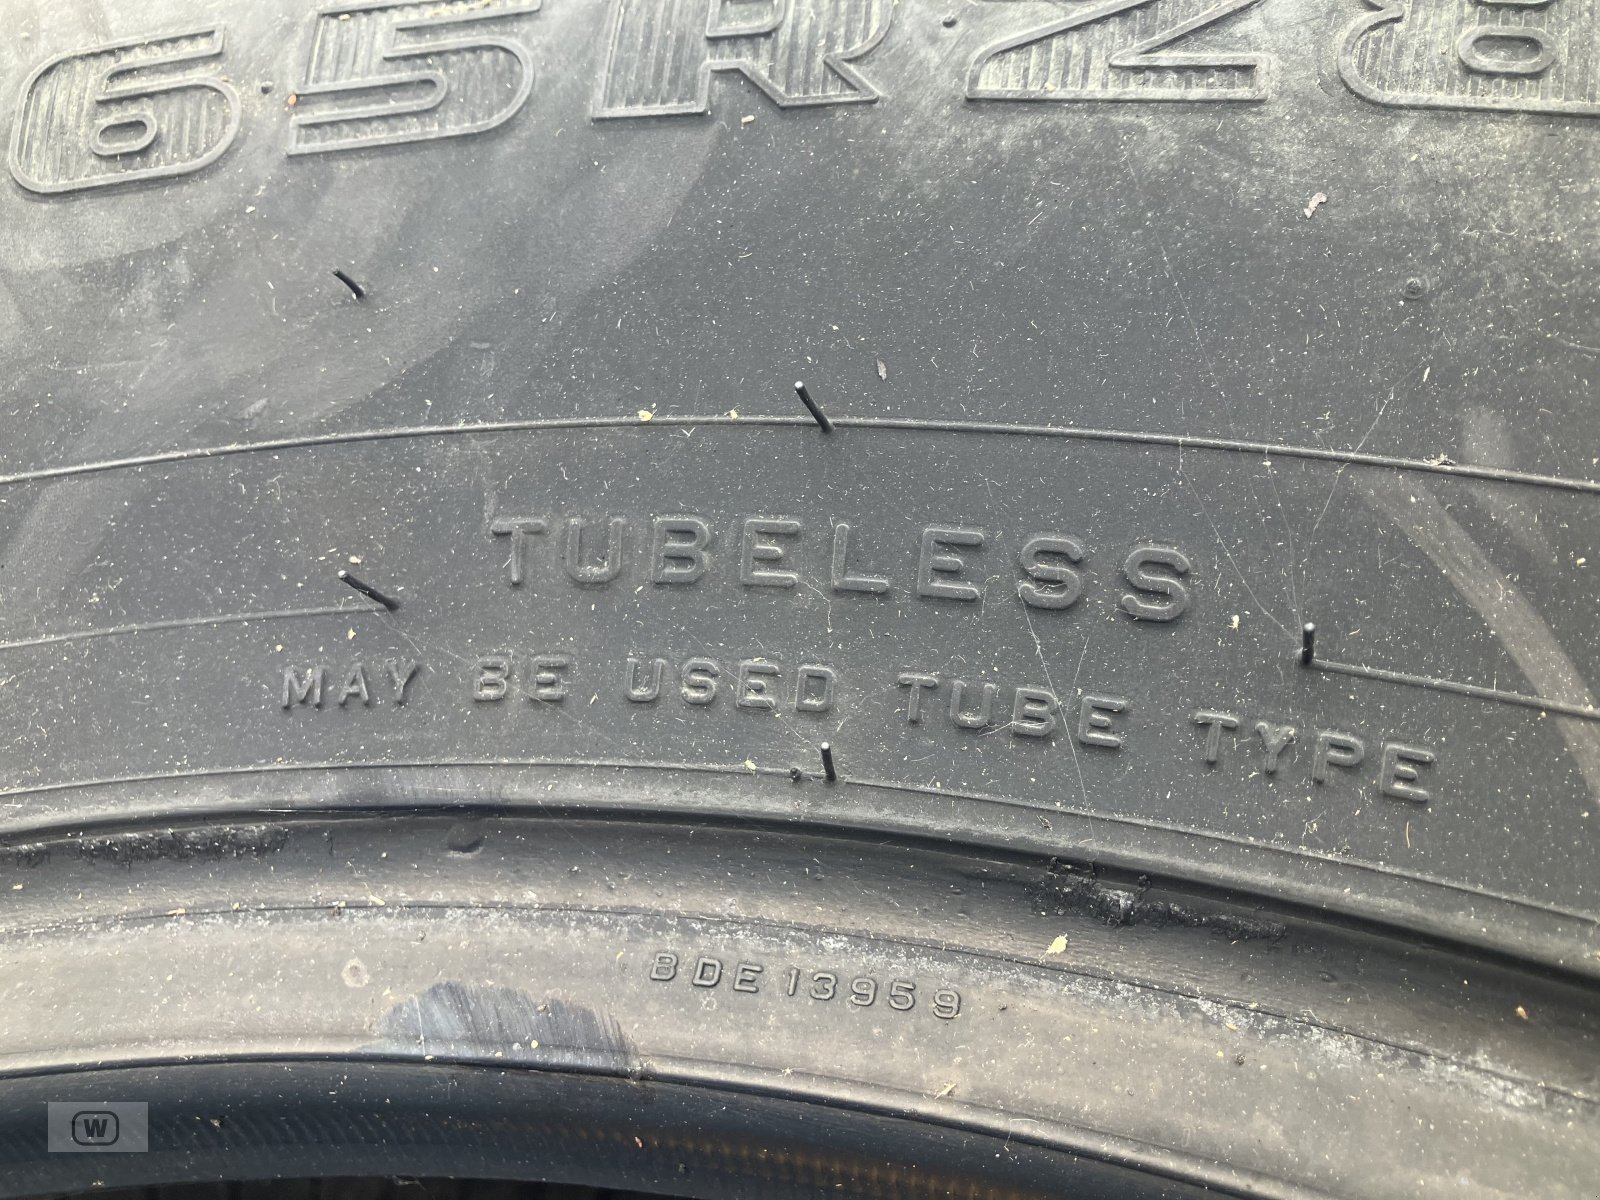 65R28
TUBELESS
MAY BE USED TUBE TYPE
BDE13959
W